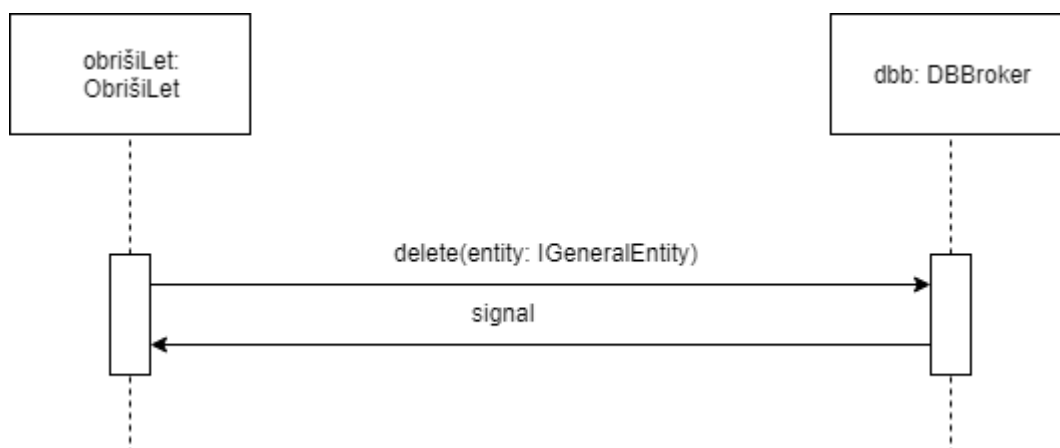 obrišiLet:
ObrišiLet
dbb: DBBroker
delete(entity: IGeneralEntity)
signal